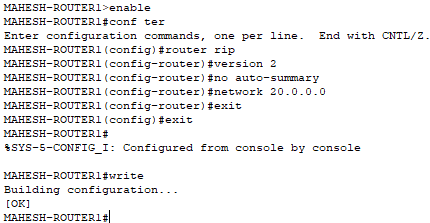 MAHESH-ROUTER1>enable
MAHESH-ROUTER1#conf ter
Enter configuration commands, one per line.  End with CNTL/Z.
MAHESH-ROUTER1(config)#router rip
MAHESH-ROUTER1(config-router)#version 2
MAHESH-ROUTER1(config-router)#no auto-summary
MAHESH-ROUTER1(config-router)#network 20.0.0.0
MAHESH-ROUTER1(config-router)#exit
MAHESH-ROUTER1(config)#exit
MAHESH-ROUTER1#
%SYS-5-CONFIG_I: Configured from console by console

MAHESH-ROUTER1#write
Building configuration...
[OK]
MAHESH-ROUTER1#